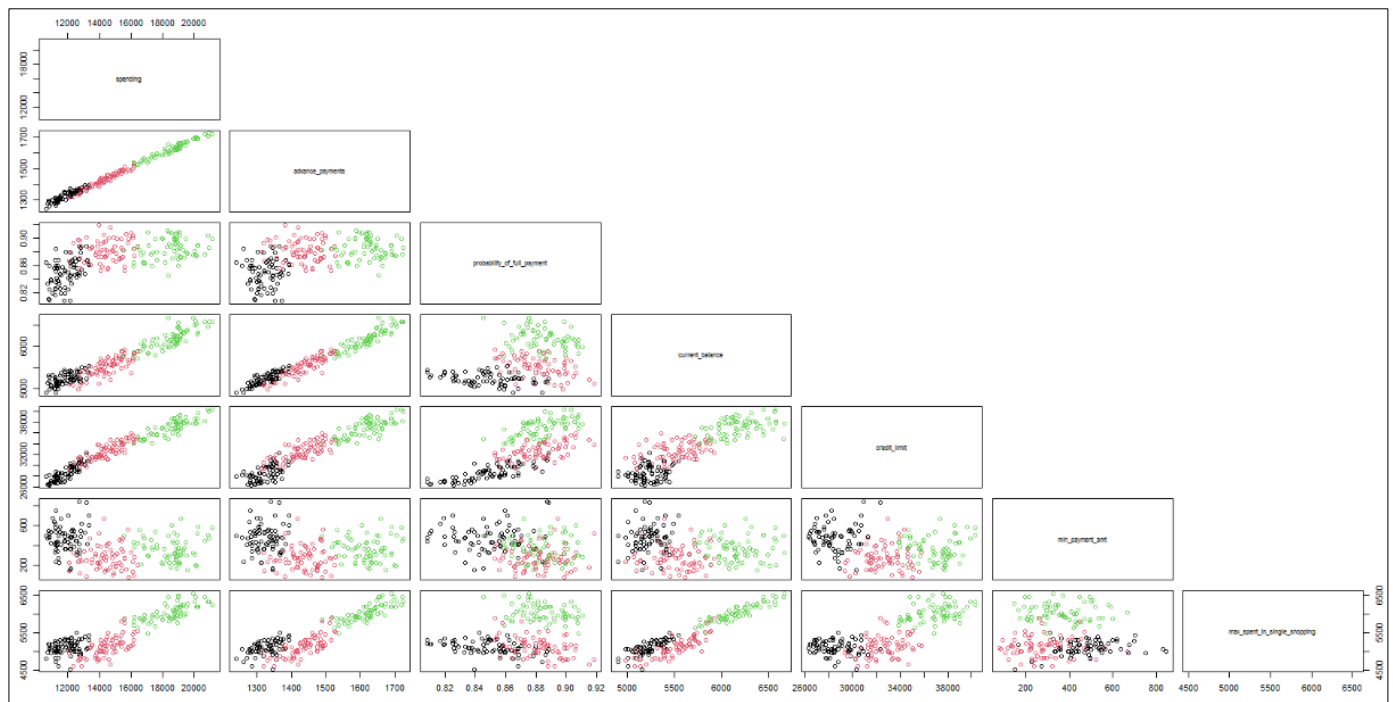 12000 14000 16000 18000 20000
12000 18000
spending
1300 1500 1700
advance_payments
0.82 0.86 0.90
probability_of_full_payment
5000 6000
current_balance
26000 32000 38000
credit_limit
200 600
min_payment_amt
4500 5500 6500
max_spent_in_single_shopping
4500 5500 6500
12000 14000 16000 18000 20000
1300 1400 1500 1600 1700
0.82 0.84 0.86 0.88 0.90 0.92
5000 5500 6000 6500
26000 30000 34000 38000
200 400 600 800
4500 5000 5500 6000 6500